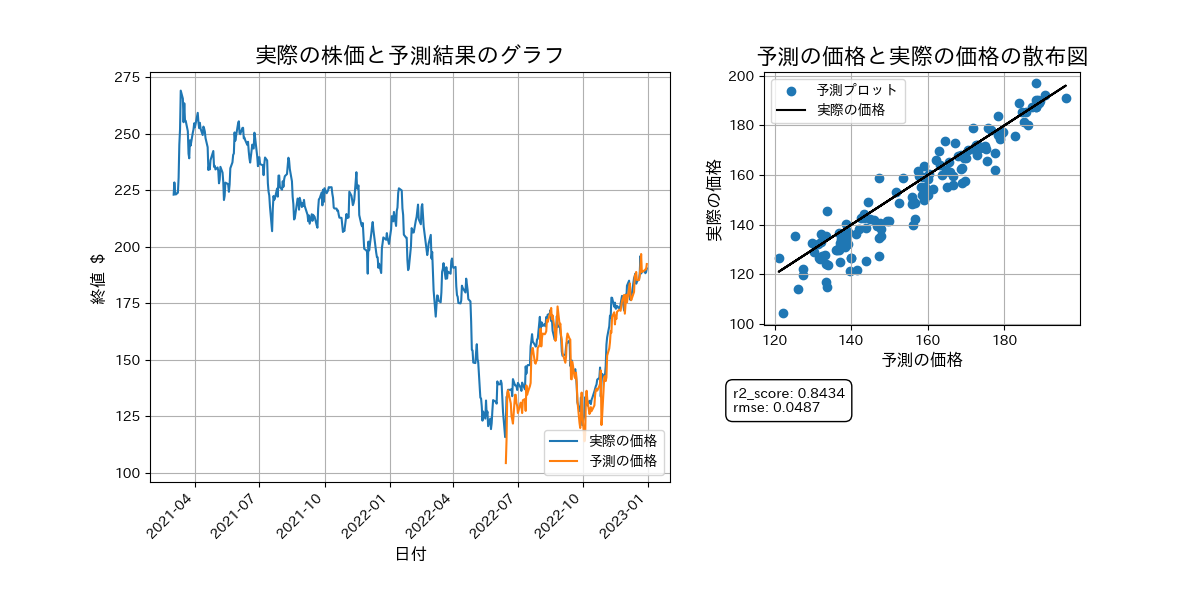 実際の株価と予測結果のグラフ
275
250
225
200
175
150
125
100
終値 $
2021-04
2021-07
2021-10
2022-01
2022-04
2022-07
2022-10
2023-01
日付
実際の価格
予測の価格
予測の価格と実際の価格の散布図
200
180
160
140
120
100
実際の価格
120
140
160
180
予測の価格
予測プロット
実際の価格
r2_score: 0.8434
rmse: 0.0487